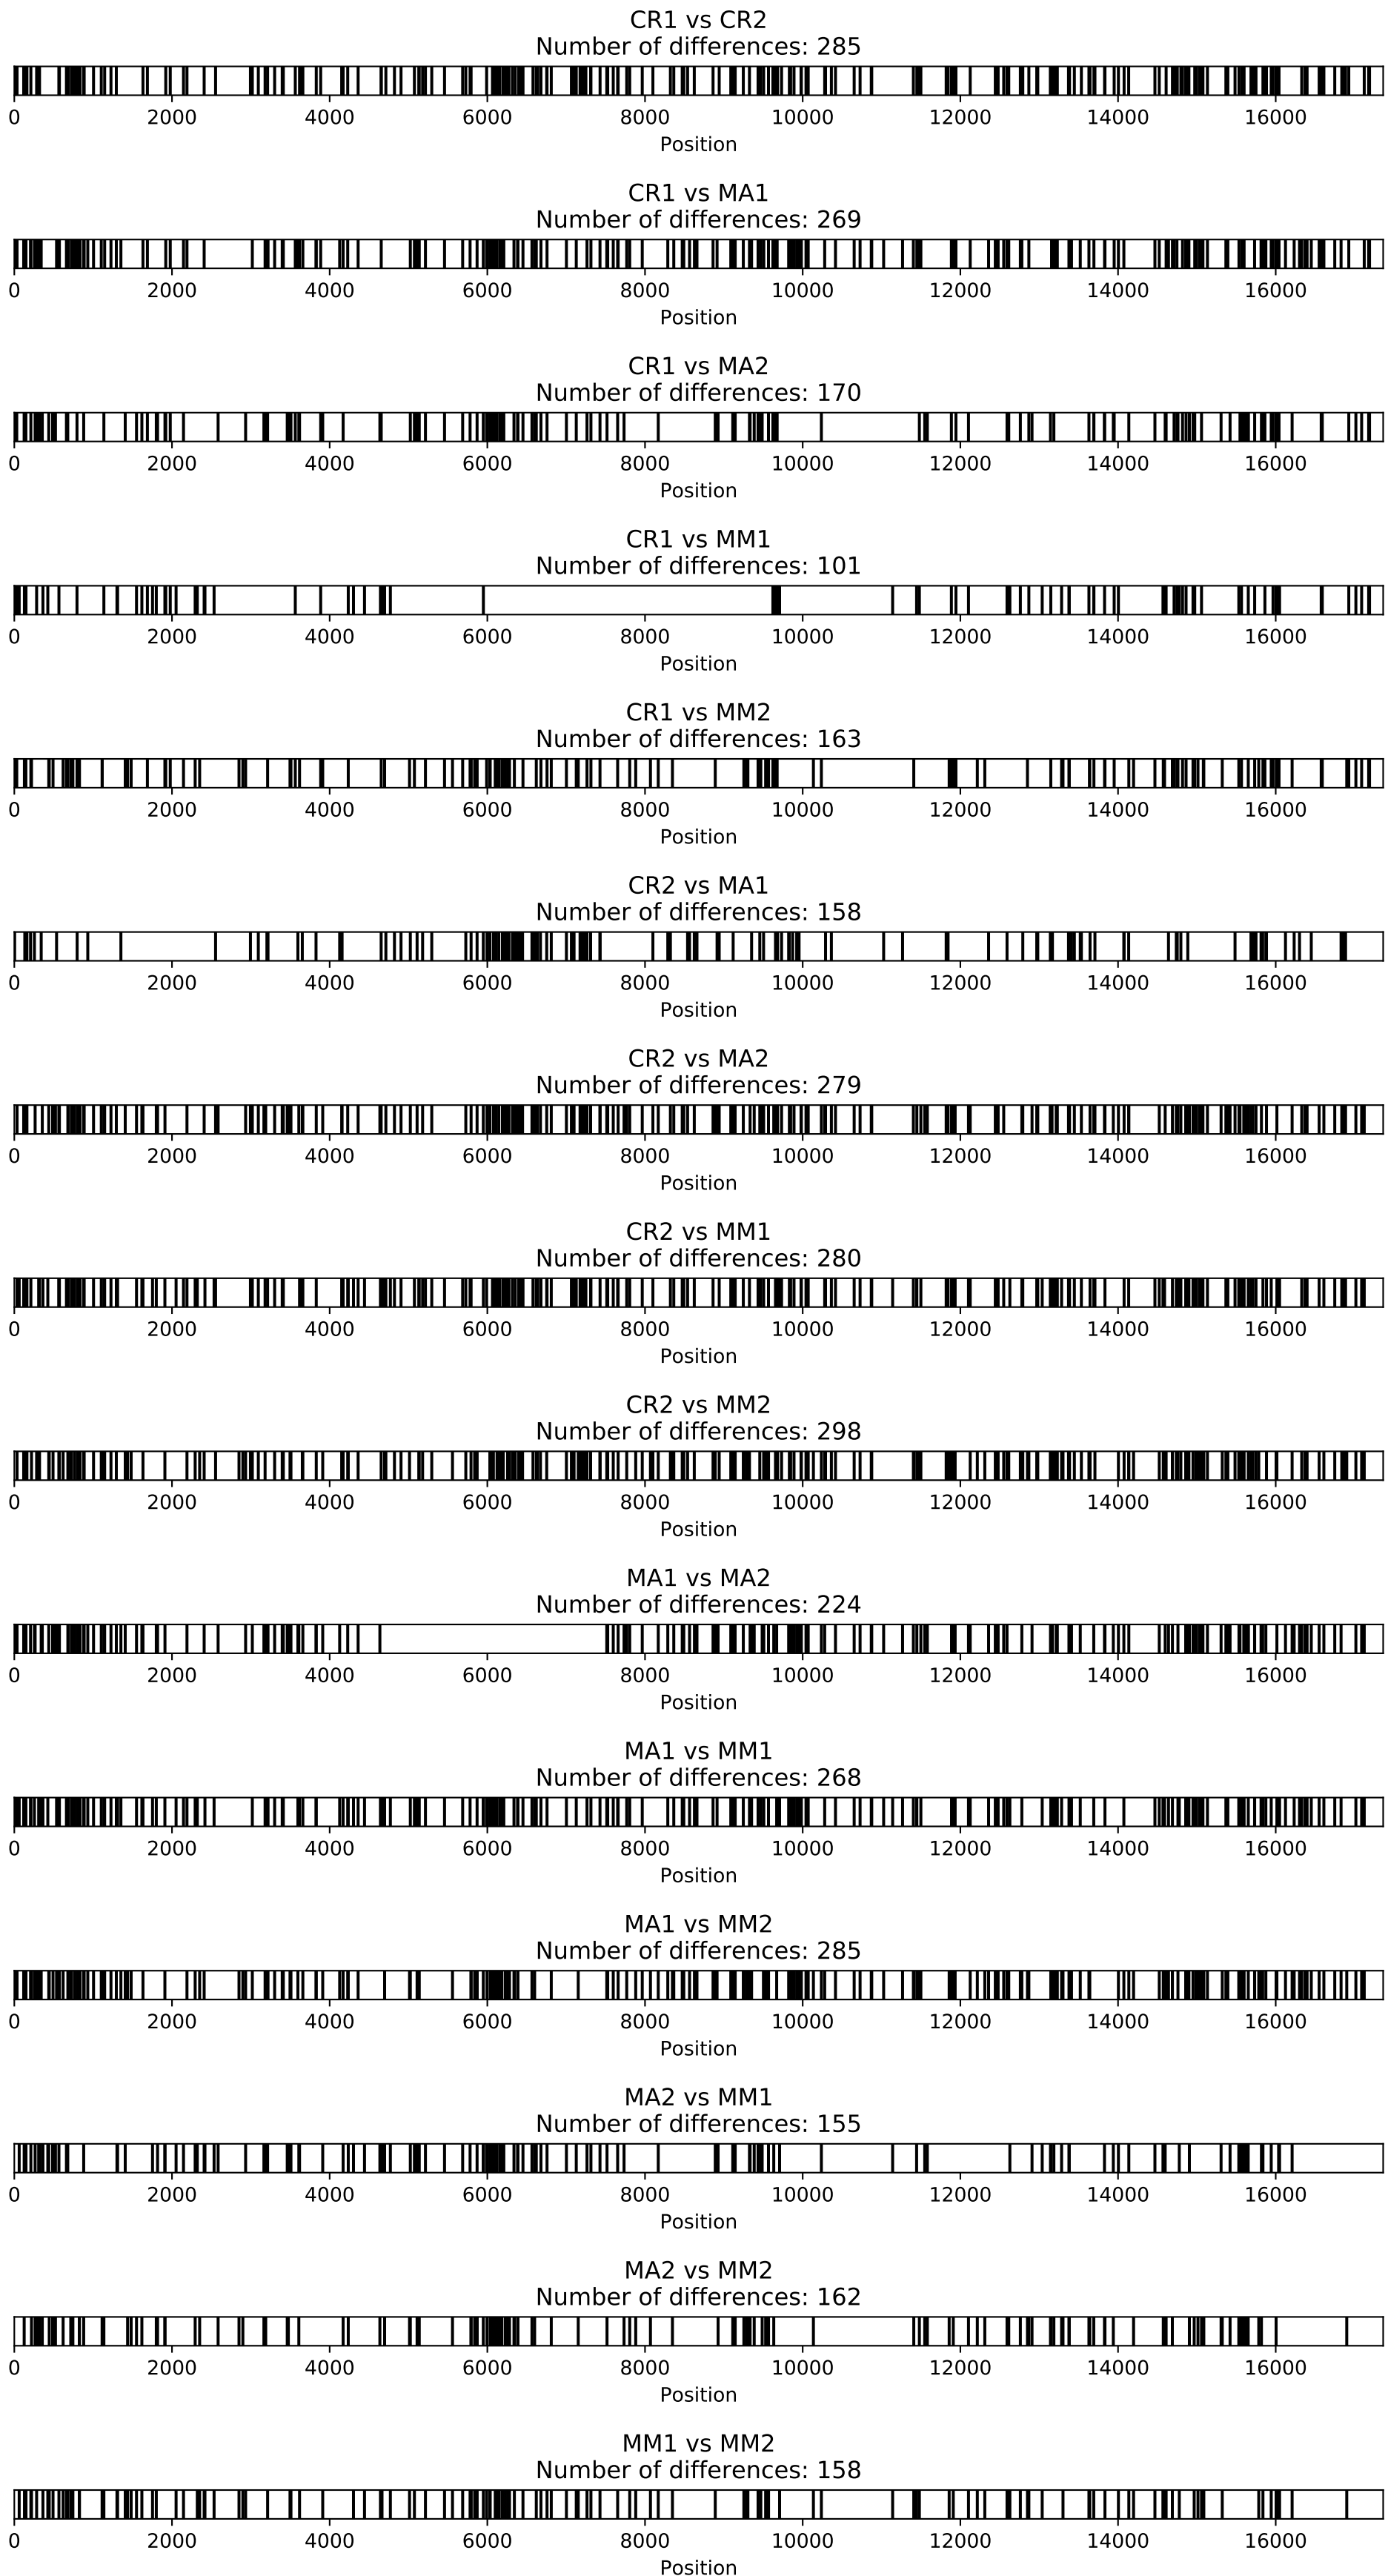 CR1 vs CR2
Number of differences: 285
0 2000 4000 6000 8000 10000 12000 14000 16000
Position
CR1 vs MA1
Number of differences: 269
0 2000 4000 6000 8000 10000 12000 14000 16000
Position
CR1 vs MA2
Number of differences: 170
0 2000 4000 6000 8000 10000 12000 14000 16000
Position
CR1 vs MM1
Number of differences: 101
0 2000 4000 6000 8000 10000 12000 14000 16000
Position
CR1 vs MM2
Number of differences: 163
0 2000 4000 6000 8000 10000 12000 14000 16000
Position
CR2 vs MA1
Number of differences: 158
0 2000 4000 6000 8000 10000 12000 14000 16000
Position
CR2 vs MA2
Number of differences: 279
0 2000 4000 6000 8000 10000 12000 14000 16000
Position
CR2 vs MM1
Number of differences: 280
0 2000 4000 6000 8000 10000 12000 14000 16000
Position
CR2 vs MM2
Number of differences: 298
0 2000 4000 6000 8000 10000 12000 14000 16000
Position
MA1 vs MA2
Number of differences: 224
0 2000 4000 6000 8000 10000 12000 14000 16000
Position
MA1 vs MM1
Number of differences: 268
0 2000 4000 6000 8000 10000 12000 14000 16000
Position
MA1 vs MM2
Number of differences: 285
0 2000 4000 6000 8000 10000 12000 14000 16000
Position
MA2 vs MM1
Number of differences: 155
0 2000 4000 6000 8000 10000 12000 14000 16000
Position
MA2 vs MM2
Number of differences: 162
0 2000 4000 6000 8000 10000 12000 14000 16000
Position
MM1 vs MM2
Number of differences: 158
0 2000 4000 6000 8000 10000 12000 14000 16000
Position